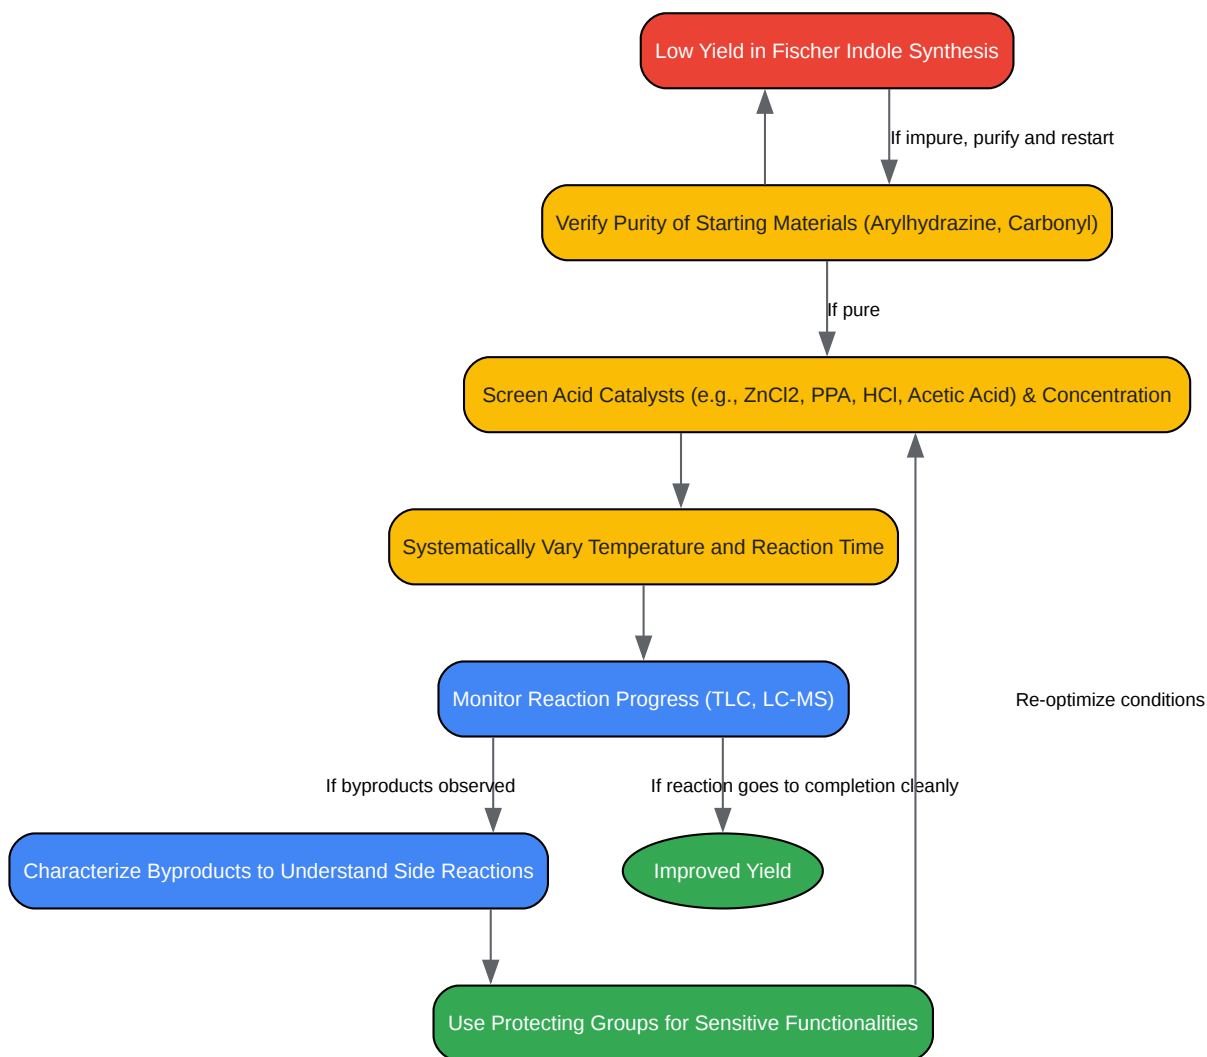 Low Yield in Fischer Indole Synthesis
If impure, purify and restart
Verify Purity of Starting Materials (Arylhydrazine, Carbonyl)
If pure
Screen Acid Catalysts (e.g., ZnCl2, PPA, HCl, Acetic Acid) & Concentration
Systematically Vary Temperature and Reaction Time
Monitor Reaction Progress (TLC, LC-MS)
Re-optimize conditions
If byproducts observed
If reaction goes to completion cleanly
Characterize Byproducts to Understand Side Reactions
Improved Yield
Use Protecting Groups for Sensitive Functionalities